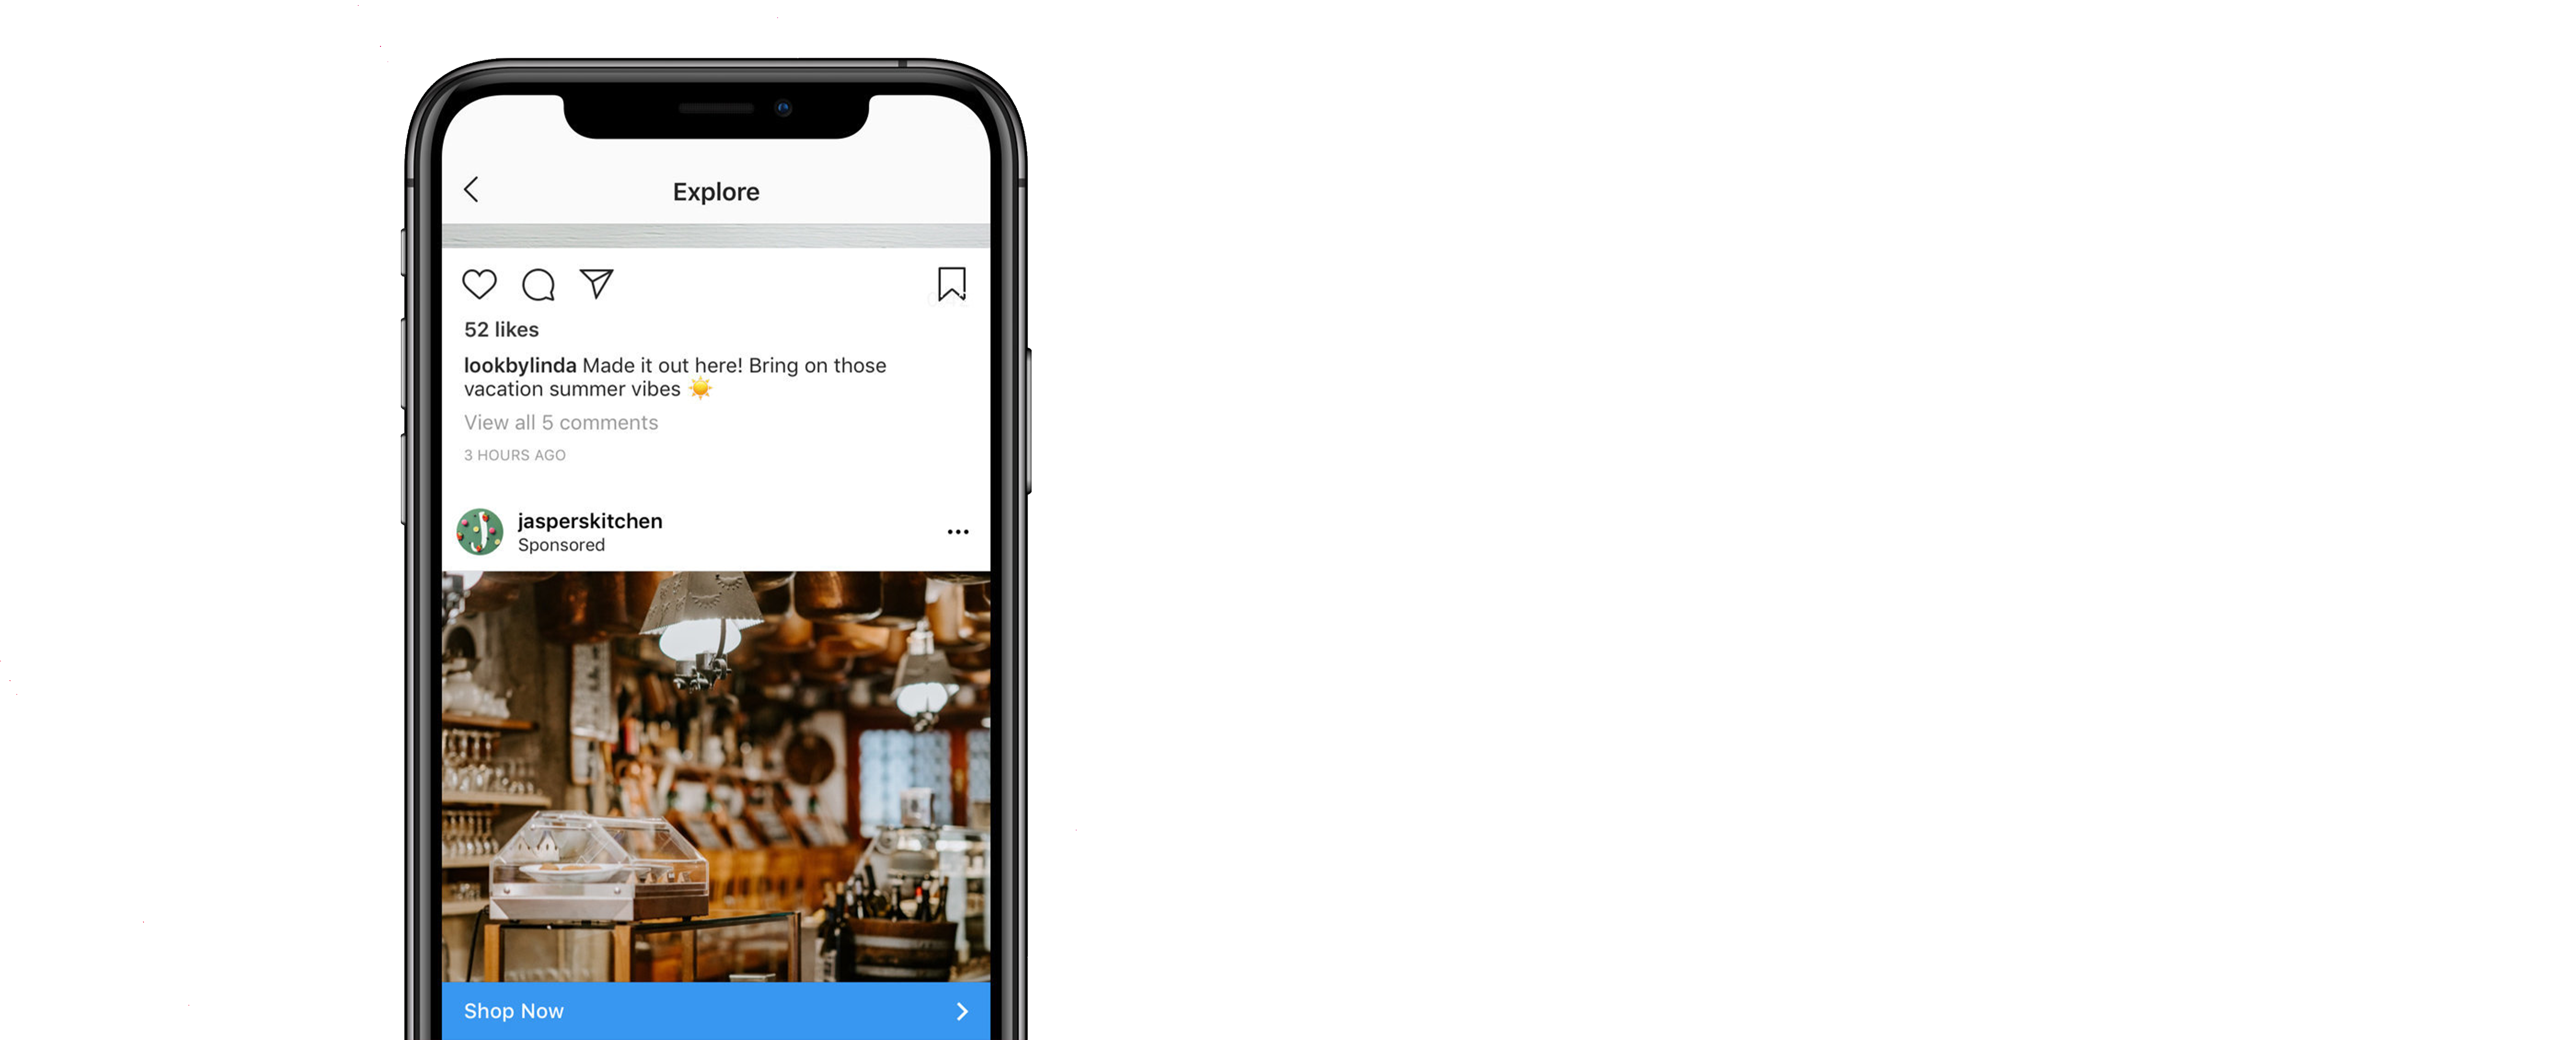 Explore
52 likes
lookbylinda Made it out here! Bring on those
vacation summer vibes ☀️
View all 5 comments
3 HOURS AGO
jasperskitchen
Sponsored
Shop Now